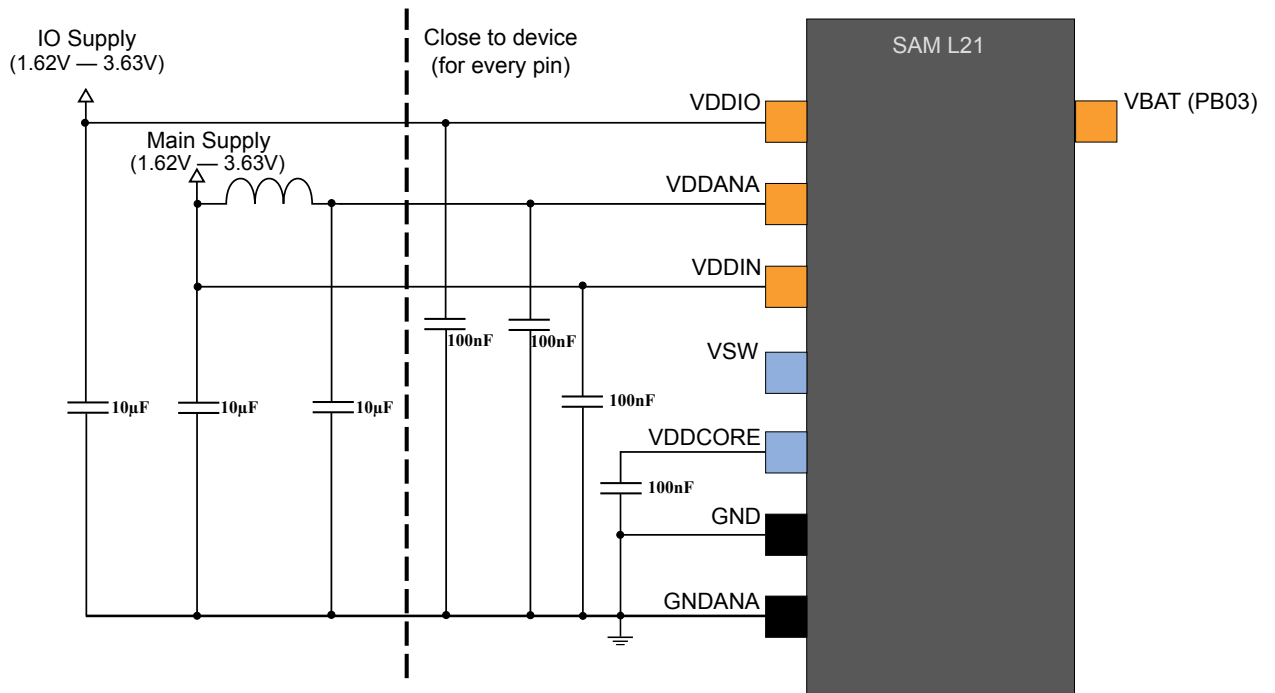 IO Supply
(1.62V — 3.63V)
Close to device
(for every pin)
SAM L21
VDDIO
VBAT (PB03)
Main Supply
(1.62V — 3.63V)
VDDANA
VDDIN
100nF
100nF
VSW
10µF
10µF
10µF
100nF
VDDCORE
100nF
GND
GNDANA